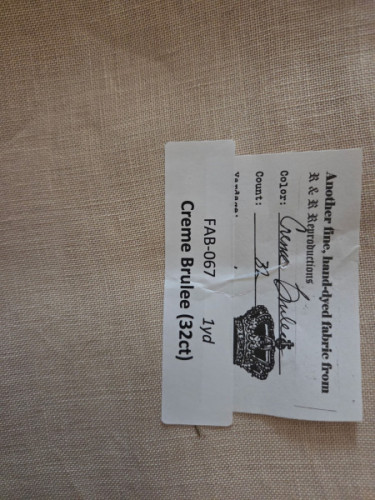 Another fine, hand-dyed fabric from
R & R Reproductions
Color: Creme Brulee
Count: 32
FAB-067 1yd
Creme Brulee (32ct)